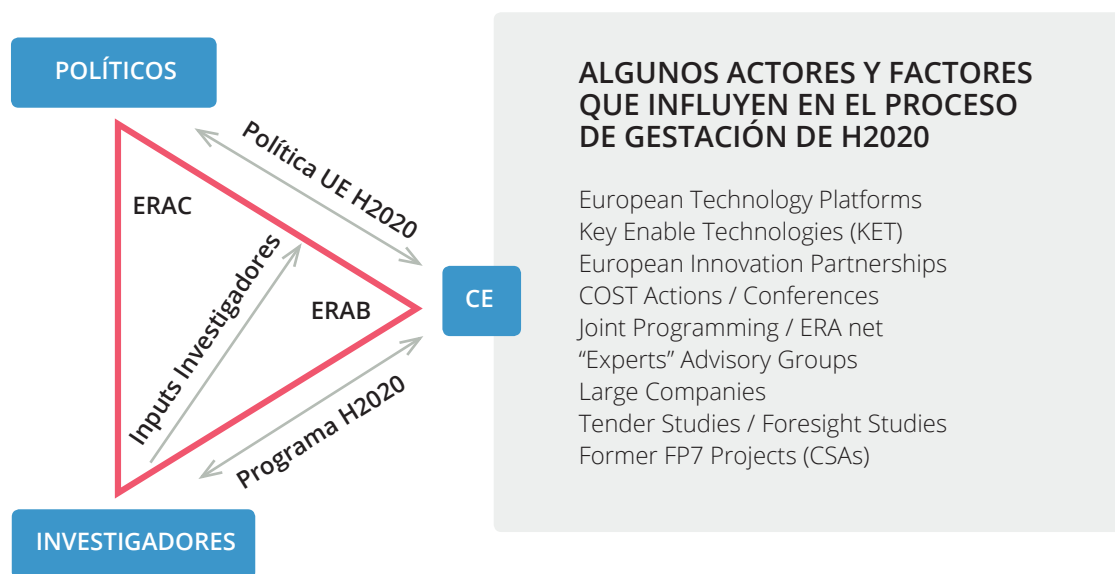 POLÍTICOS
Política UE H2020
ERAC
Inputs Investigadores
ERAB
CE
Programa H2020
INVESTIGADORES
ALGUNOS ACTORES Y FACTORES
QUE INFLUYEN EN EL PROCESO
DE GESTACIÓN DE H2020
European Technology Platforms
Key Enable Technologies (KET)
European Innovation Partnerships
COST Actions / Conferences
Joint Programming / ERA net
“Experts” Advisory Groups
Large Companies
Tender Studies / Foresight Studies
Former FP7 Projects (CSAs)